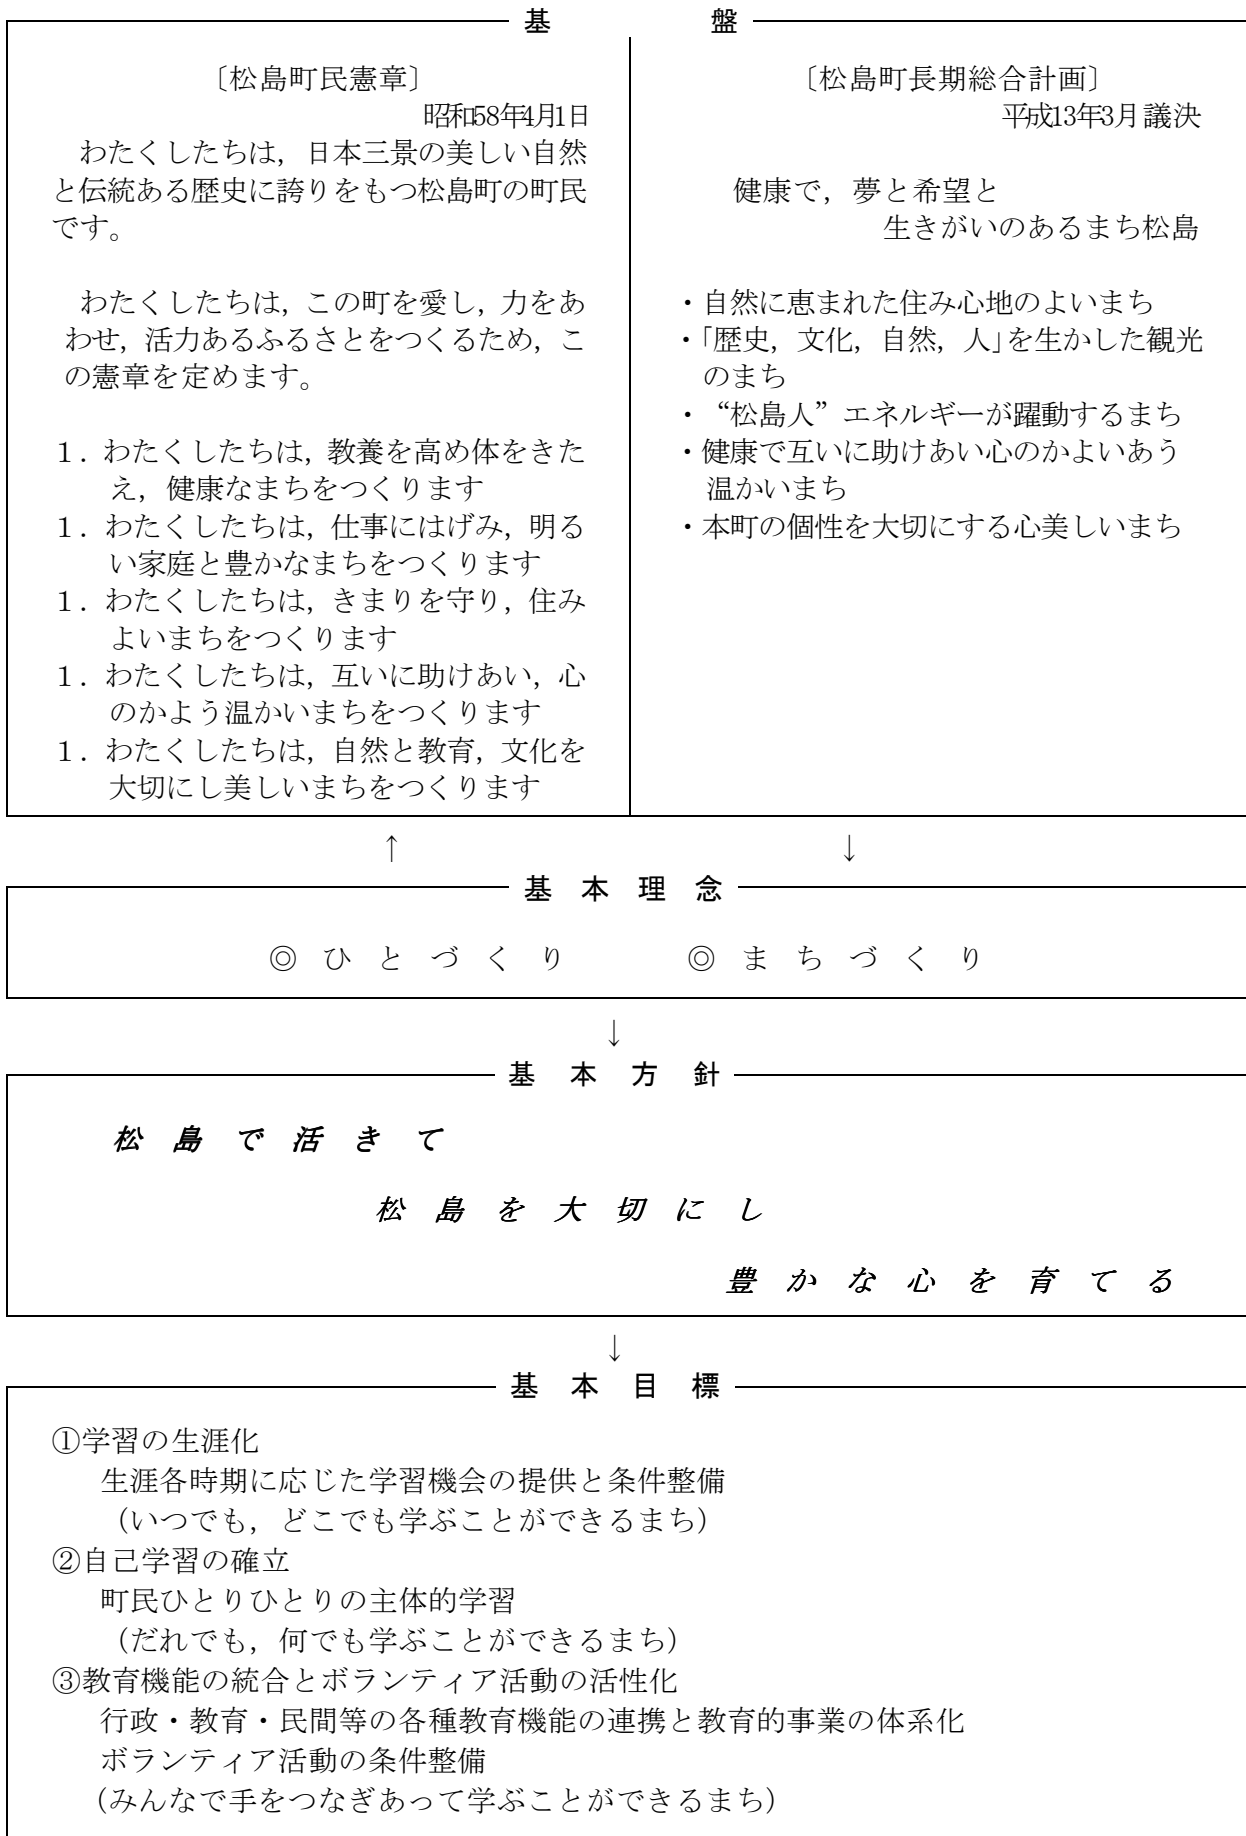 基 盤
〔松島町民憲章〕
昭和58年4月1日
わたくしたちは，日本三景の美しい自然
と伝統ある歴史に誇りをもつ松島町の町民
です。
わたくしたちは，この町を愛し，力をあ
わせ，活力あるふるさとをつくるため，こ
の憲章を定めます。
１．わたくしたちは，教養を高め体をきた
え，健康なまちをつくります
１．わたくしたちは，仕事にはげみ，明る
い家庭と豊かなまちをつくります
１．わたくしたちは，きまりを守り，住み
よいまちをつくります
１．わたくしたちは，互いに助けあい，心
のかよう温かいまちをつくります
１．わたくしたちは，自然と教育，文化を
大切にし美しいまちをつくります
〔松島町長期総合計画〕
平成13年3月議決
健康で，夢と希望と
生きがいのあるまち松島
・自然に恵まれた住み心地のよいまち
・「歴史，文化，自然，人」を生かした観光
のまち
・“松島人”エネルギーが躍動するまち
・健康で互いに助けあい心のかよいあう
温かいまち
・本町の個性を大切にする心美しいまち
↑ ↓
基 本 理 念
◎ ひ と づ く り ◎ ま ち づ く り
↓
基 本 方 針
松 島 で 活 き て
松 島 を 大 切 に し
豊 か な 心 を 育 て る
↓
基 本 目 標
①学習の生涯化
生涯各時期に応じた学習機会の提供と条件整備
（いつでも，どこでも学ぶことができるまち）
②自己学習の確立
町民ひとりひとりの主体的学習
（だれでも，何でも学ぶことができるまち）
③教育機能の統合とボランティア活動の活性化
行政・教育・民間等の各種教育機能の連携と教育的事業の体系化
ボランティア活動の条件整備
（みんなで手をつなぎあって学ぶことができるまち）